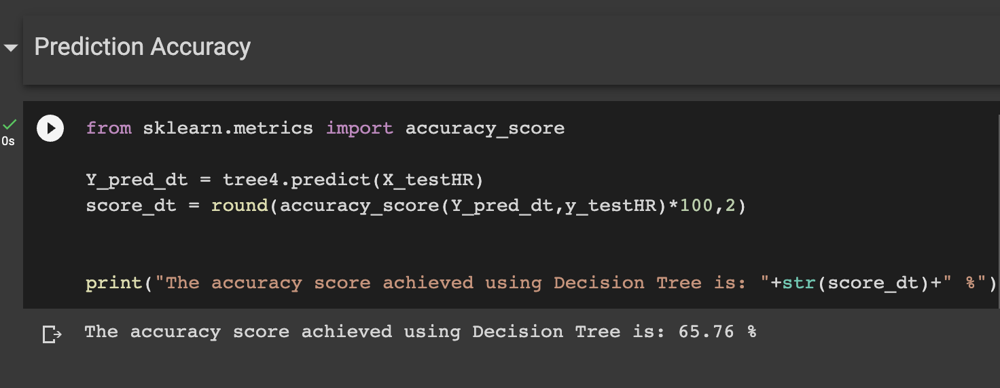 Prediction Accuracy
from sklearn.metrics import accuracy_score
0s
Y_pred_dt = tree4.predict(X_testHR)
score_dt = round(accuracy_score(Y_pred_dt,y_testHR)*100,2)
print("The accuracy score achieved using Decision Tree is: "+str(score_dt)+" %")
The accuracy score achieved using Decision Tree is: 65.76 %